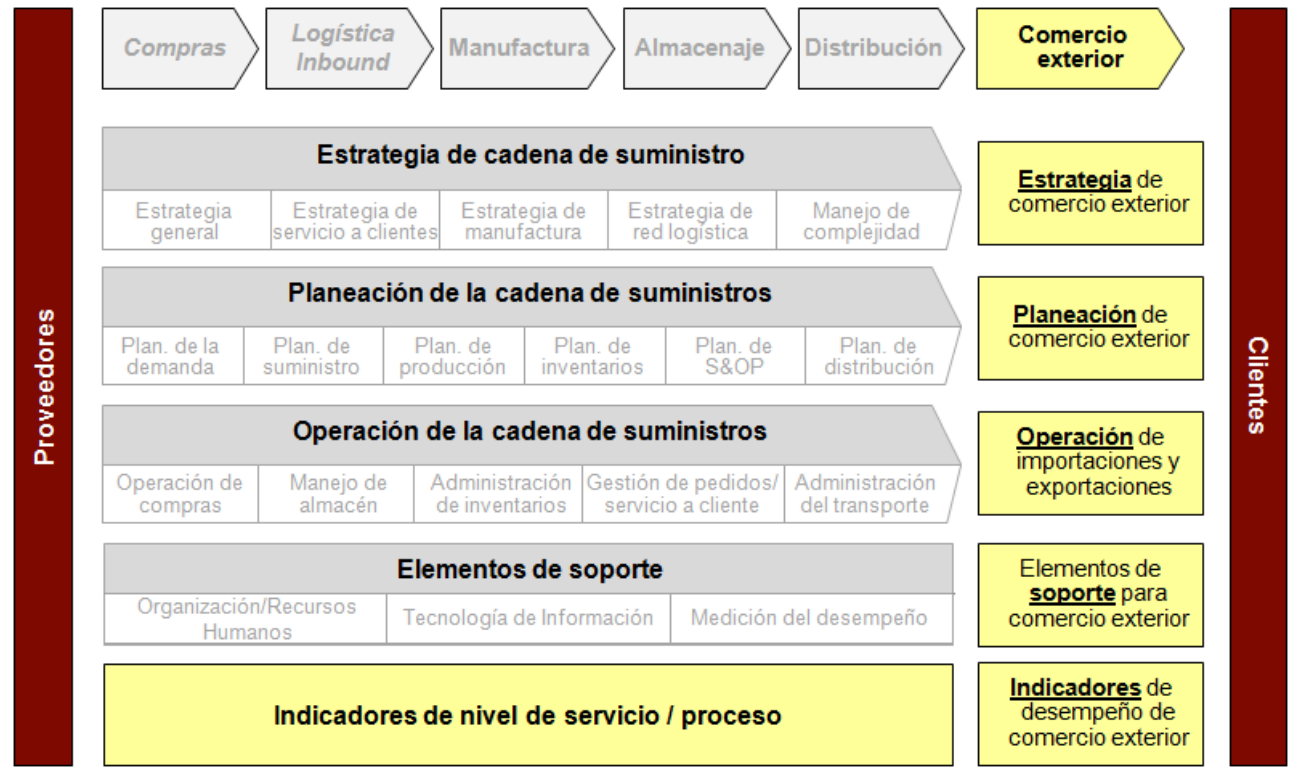 Proveedores
Compras
Logística
Inbound
Manufactura
Almacenaje
Distribución
Comercio
exterior
Estrategia de cadena de suministro
Estrategia
general
Estrategia de
servicio a clientes
Estrategia de
manufactura
Estrategia de
red logística
Manejo de
complejidad
Estrategia de
comercio exterior
Planeación de la cadena de suministros
Plan. de la
demanda
Plan. de
suministro
Plan. de
producción
Plan. de
inventarios
Plan. de
S&OP
Plan. de
distribución
Planeación de
comercio exterior
Operación de la cadena de suministros
Operación de
compras
Manejo de
almacén
Administración
de inventarios
Gestión de pedidos/
servicio a cliente
Administración
del transporte
Operación de
importaciones y
exportaciones
Elementos de soporte
Organización/Recursos
Humanos
Tecnología de Información
Medición del desempeño
Elementos de
soporte para
comercio exterior
Indicadores de nivel de servicio / proceso
Indicadores de
desempeño de
comercio exterior
Clientes